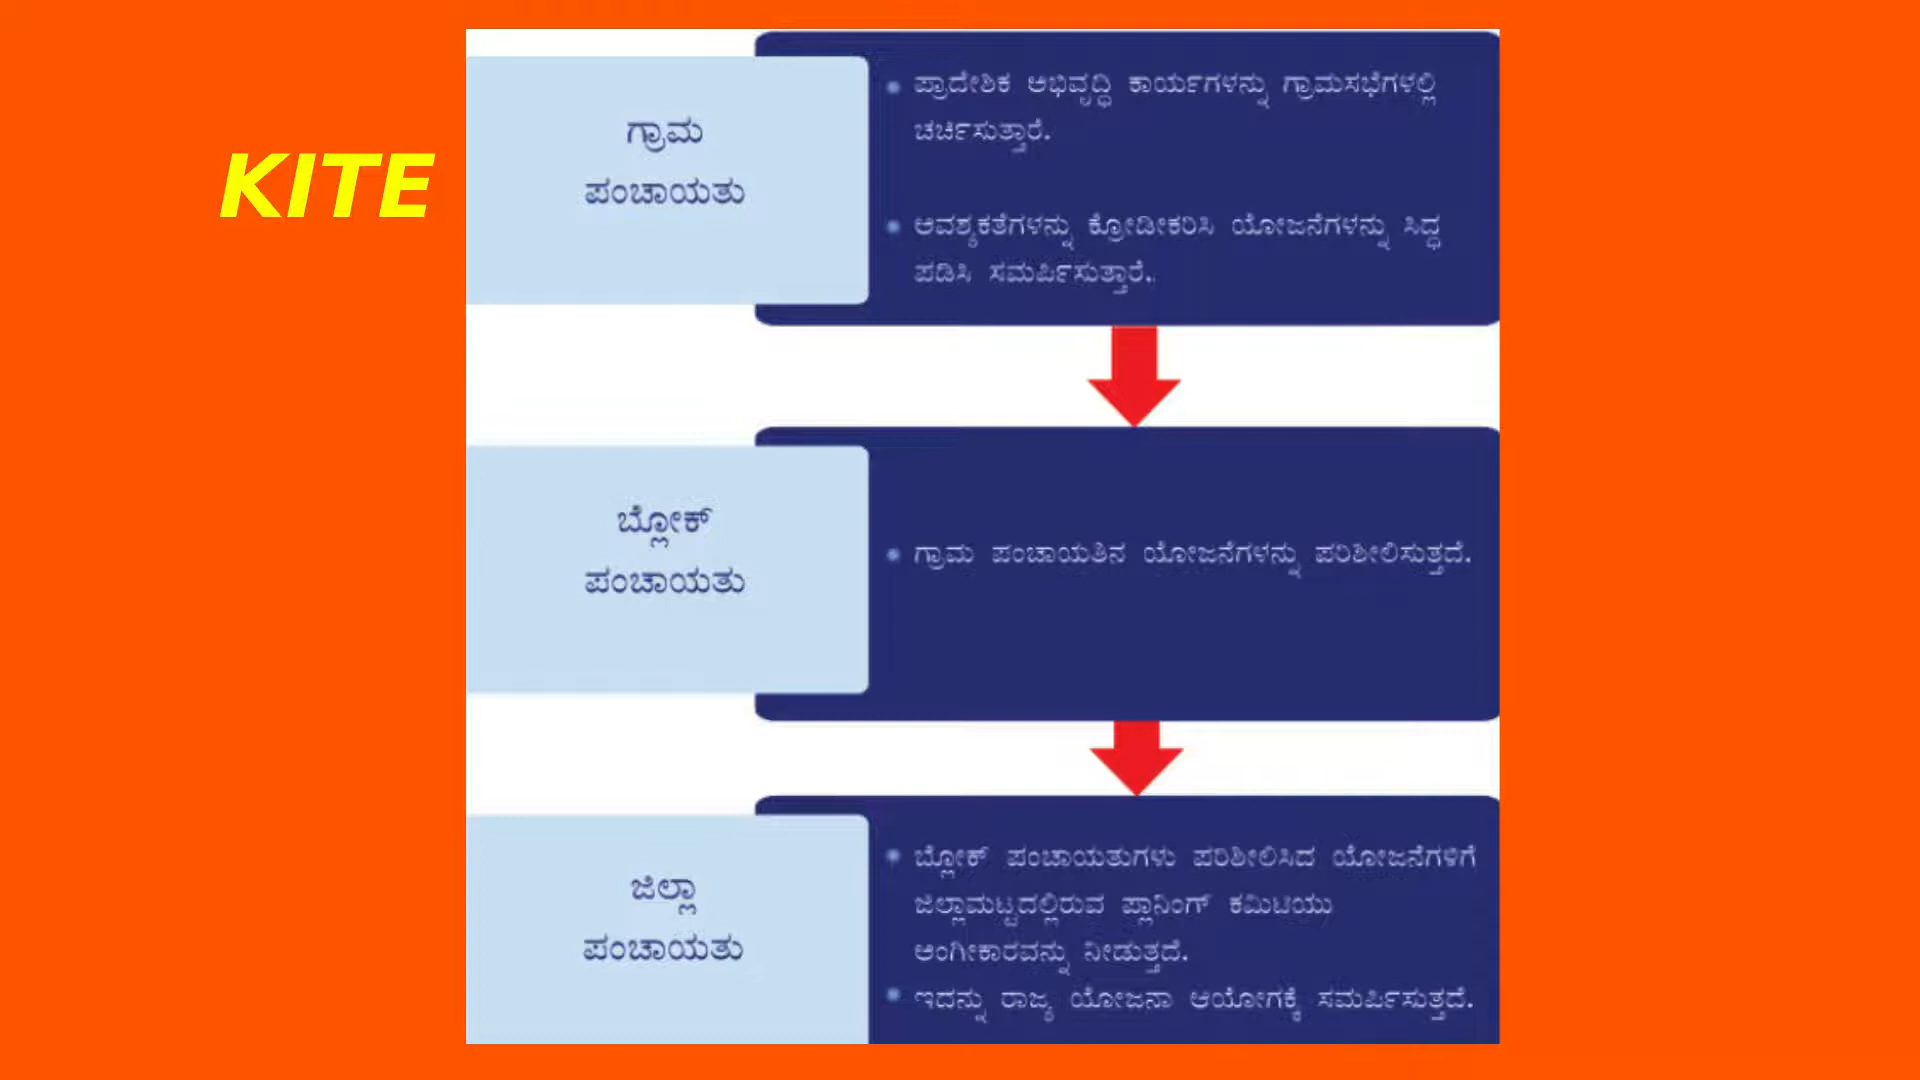 KITE
ಗ್ರಾಮ
ಪಂಚಾಯತು
ಪ್ರಾದೇಶಿಕ ಅಭಿವೃದ್ಧಿ ಕಾರ್ಯಗಳನ್ನು ಗ್ರಾಮಸಭೆಗಳಲ್ಲಿ
ಚರ್ಚಿಸುತ್ತಾರೆ.
ಆವಶ್ಯಕತೆಗಳನ್ನು ಕ್ರೋಡೀಕರಿಸಿ ಯೋಜನೆಗಳನ್ನು ಸಿದ್ಧ
ಪಡಿಸಿ ಸಮರ್ಪಿಸುತ್ತಾರೆ.
ಬ್ಲೋಕ್
ಪಂಚಾಯತು
ಗ್ರಾಮ ಪಂಚಾಯತಿನ ಯೋಜನೆಗಳನ್ನು ಪರಿಶೀಲಿಸುತ್ತದೆ.
ಜಿಲ್ಲಾ
ಪಂಚಾಯತು
ಬ್ಲೋಕ್ ಪಂಚಾಯತುಗಳು ಪರಿಶೀಲಿಸಿದ ಯೋಜನೆಗಳಿಗೆ
ಜಿಲ್ಲಾಮಟ್ಟದಲ್ಲಿರುವ ಪ್ಲಾನಿಂಗ್ ಕಮಿಟಿಯು
ಅಂಗೀಕಾರವನ್ನು ನೀಡುತ್ತದೆ.
ಇದನ್ನು ರಾಜ್ಯ ಯೋಜನಾ ಆಯೋಗಕ್ಕೆ ಸಮರ್ಪಿಸುತ್ತದೆ.